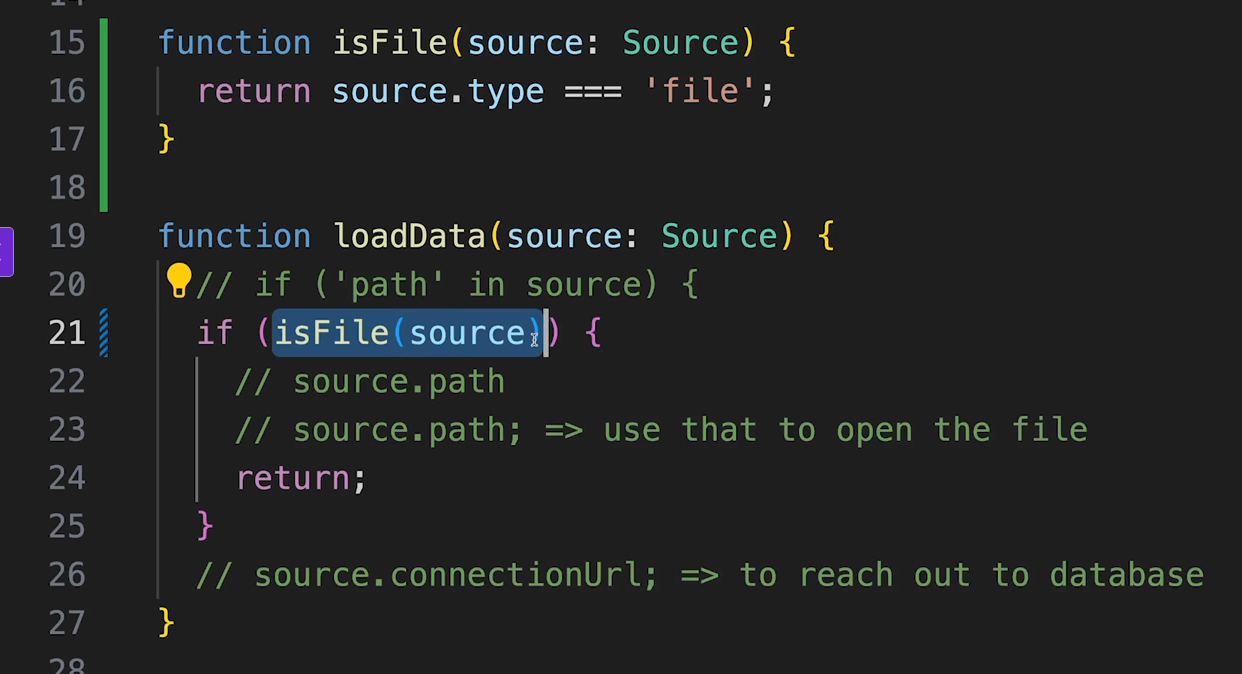 15 function isFile(source: Source) {
16 return source.type === 'file';
17 }
18
19 function loadData(source: Source) {
20 // if ('path' in source) {
21 if (isFile(source)) {
22 // source.path
23 // source.path; => use that to open the file
24 return;
25 }
26 // source.connectionUrl; => to reach out to database
27 }
28